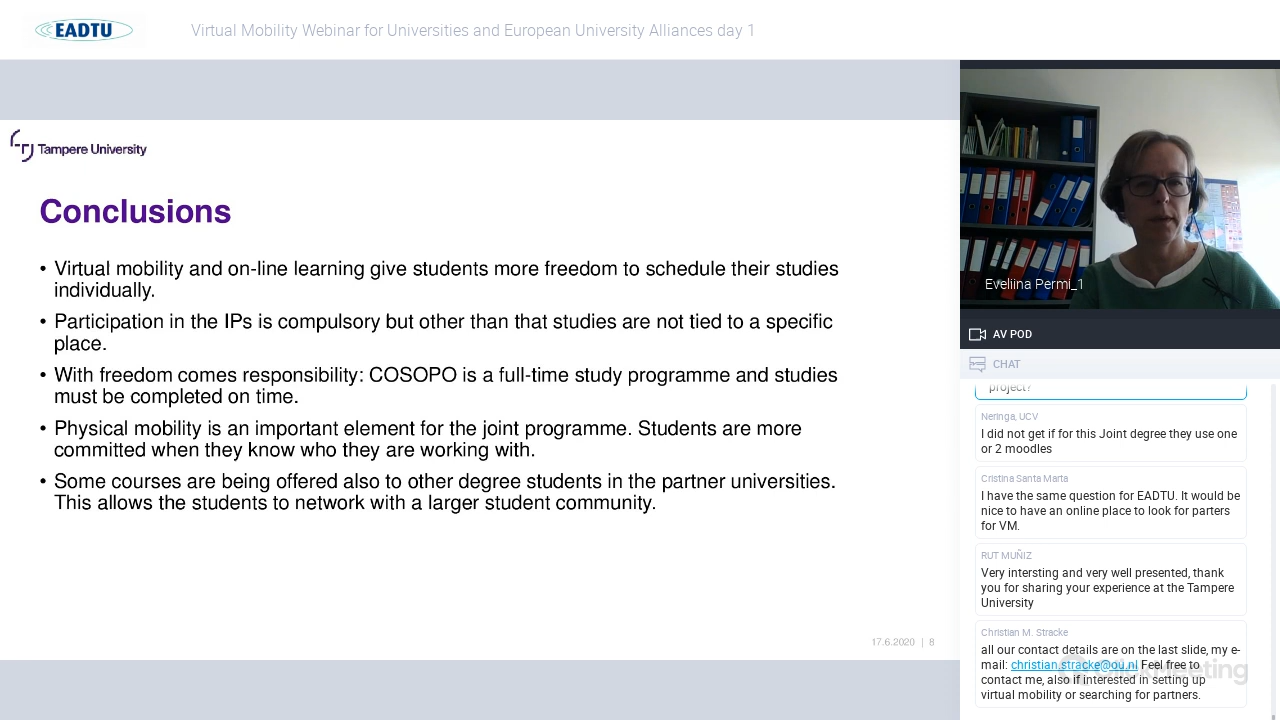 EADTU
Virtual Mobility Webinar for Universities and European University Alliances day 1
Tampere University
Conclusions
• Virtual mobility and on-line learning give students more freedom to schedule their studies
individually.
• Participation in the IPs is compulsory but other than that studies are not tied to a specific
place.
• With freedom comes responsibility: COSOPO is a full-time study programme and studies
must be completed on time.
• Physical mobility is an important element for the joint programme. Students are more
committed when they know who they are working with.
• Some courses are being offered also to other degree students in the partner universities.
This allows the students to network with a larger student community.
17.6.2020 | 8
Eveliina Permi_1
AV POD
CHAT
project?
Neringa, UCV
I did not get if for this Joint degree they use one
or 2 moodles
Cristina Santa Marta
I have the same question for EADTU. It would be
nice to have an online place to look for parters
for VM.
RUT MUÑIZ
Very intersting and very well presented, thank
you for sharing your experience at the Tampere
University
Christian M. Stracke
all our contact details are on the last slide, my e-
mail: christian.stracke@ou.nl Feel free to
contact me, also if interested in setting up
virtual mobility or searching for partners.
ClickMeeting